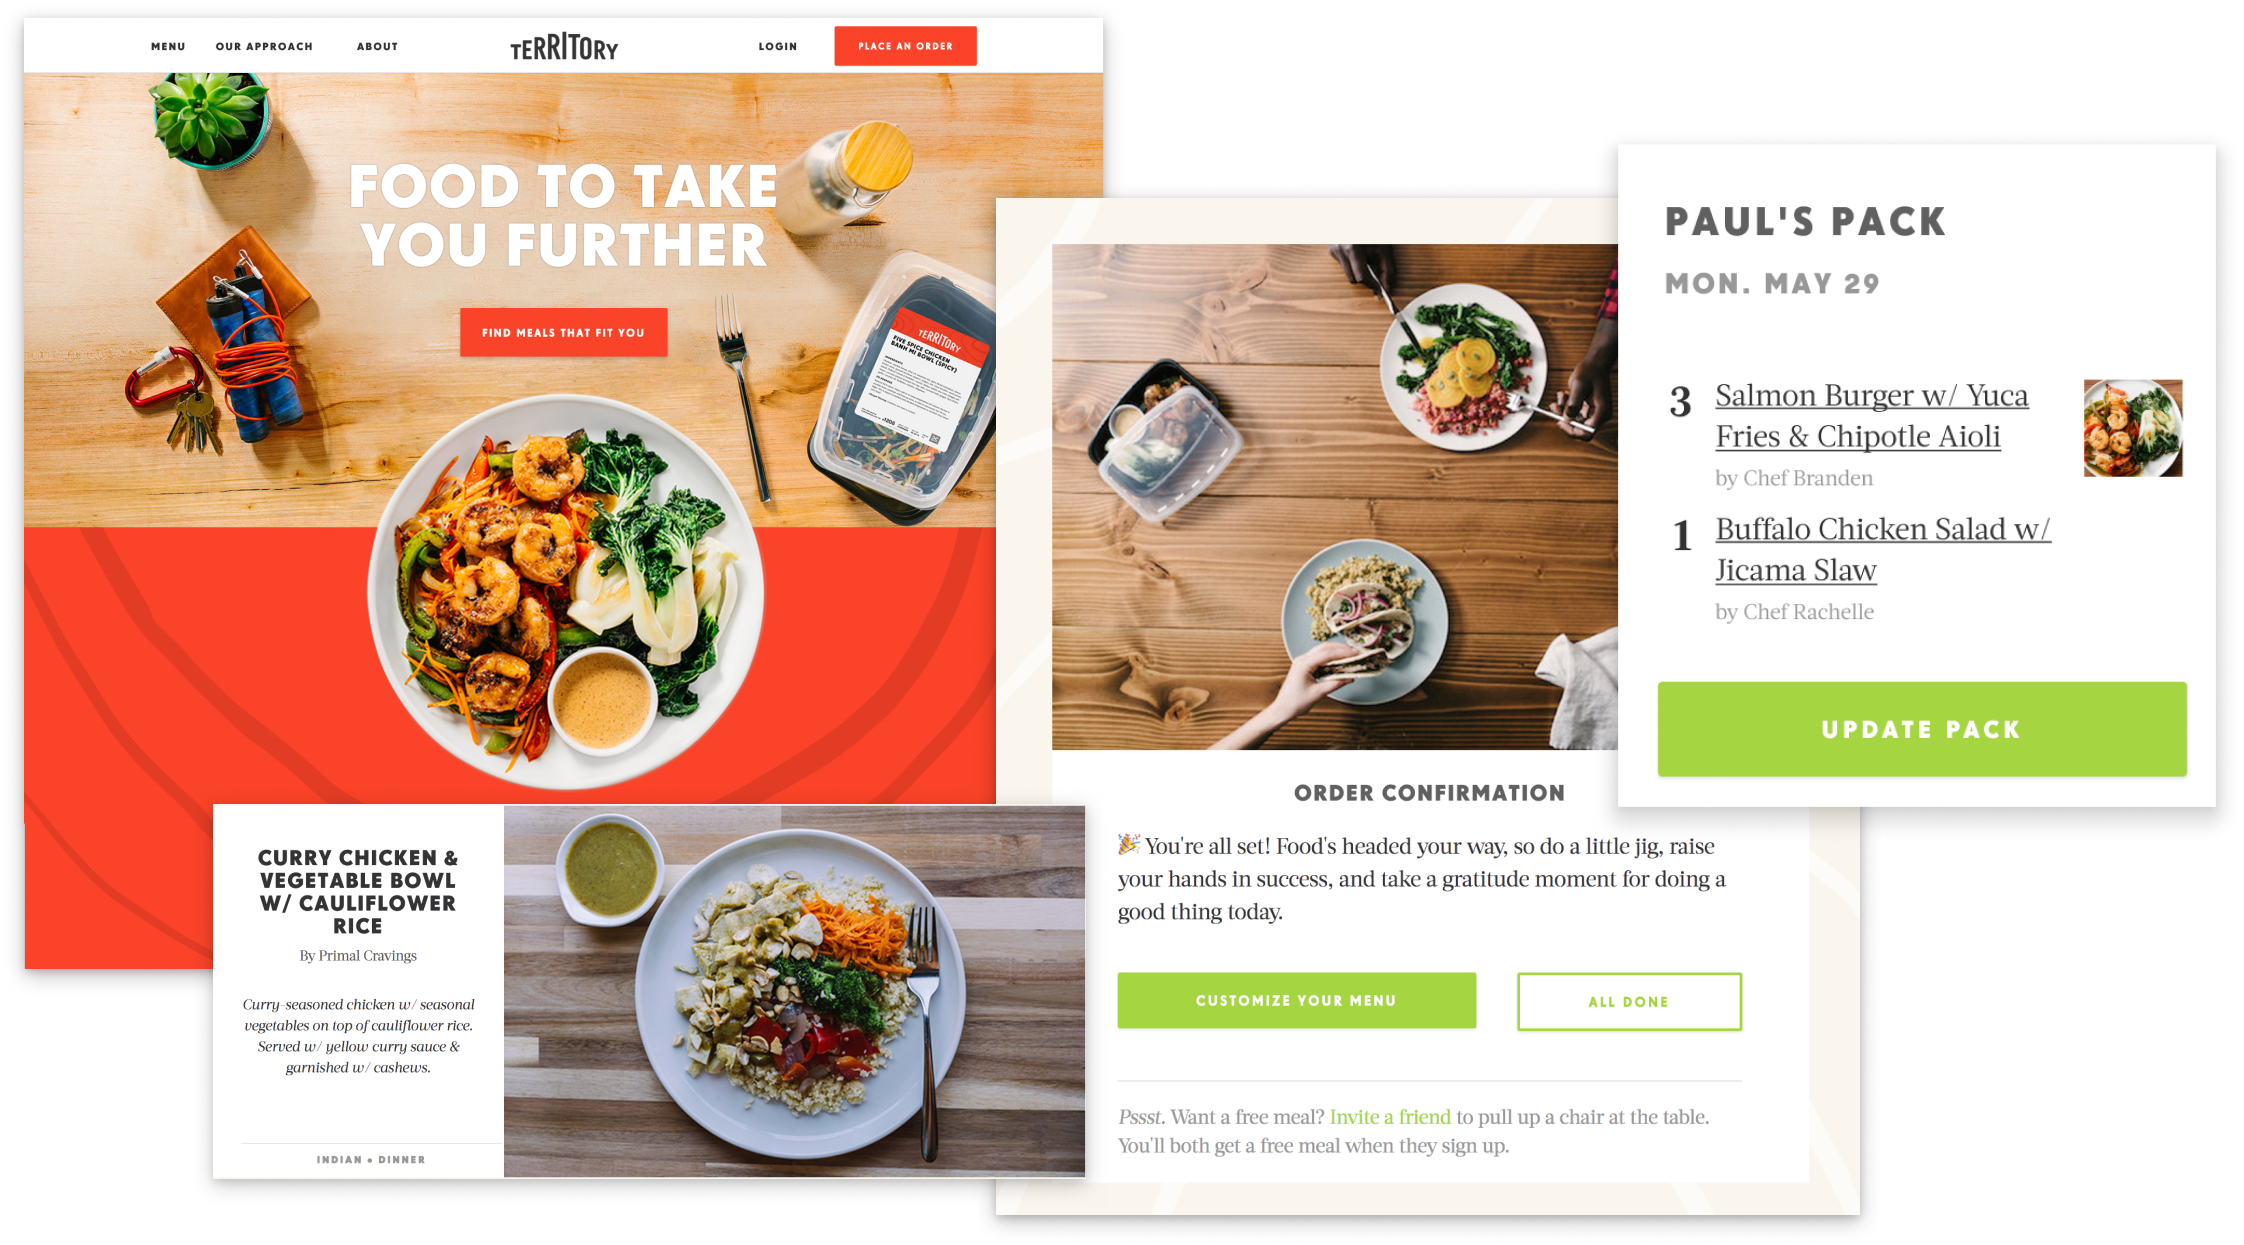 MENU
OUR APPROACH
ABOUT
TERRITORY
LOGIN
PLACE AN ORDER
FOOD TO TAKE
YOU FURTHER
FIND MEALS THAT FIT YOU
TERRITORY
FIVE SPICE CHICKEN
BANH MI BOWL (SPICY)
CURRY CHICKEN &
VEGETABLE BOWL
W/ CAULIFLOWER
RICE
By Primal Cravings
Curry-seasoned chicken w/ seasonal
vegetables on top of cauliflower rice.
Served w/ yellow curry sauce &
garnished w/ cashews.
INDIAN • DINNER
ORDER CONFIRMATION
🎉 You're all set! Food's headed your way, so do a little jig, raise
your hands in success, and take a gratitude moment for doing a
good thing today.
CUSTOMIZE YOUR MENU
ALL DONE
Pssst. Want a free meal? Invite a friend to pull up a chair at the table.
You'll both get a free meal when they sign up.
PAUL'S PACK
MON. MAY 29
3 Salmon Burger w/ Yuca
Fries & Chipotle Aioli
by Chef Branden
1 Buffalo Chicken Salad w/
Jicama Slaw
by Chef Rachelle
UPDATE PACK